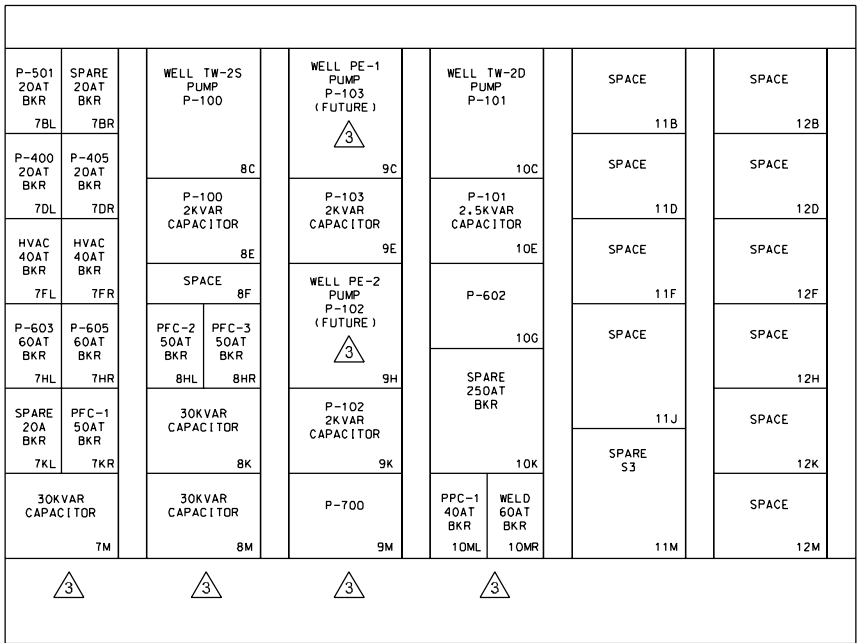 P-501
20AT
BKR
7BL
SPARE
20AT
BKR
7BR
P-400
20AT
BKR
7DL
P-405
20AT
BKR
7DR
HVAC
40AT
BKR
7FL
HVAC
40AT
BKR
7FR
P-603
60AT
BKR
7HL
P-605
60AT
BKR
7HR
SPARE
20A
BKR
7KL
PFC-1
50AT
BKR
7KR
30KVAR
CAPACITOR
7M
3
WELL TW-2S
PUMP
P-100
8C
P-100
2KVAR
CAPACITOR
8E
SPACE
8F
PFC-2
50AT
BKR
8HL
PFC-3
50AT
BKR
8HR
30KVAR
CAPACITOR
8K
30KVAR
CAPACITOR
8M
3
WELL PE-1
PUMP
P-103
(FUTURE)
3
9C
P-103
2KVAR
CAPACITOR
9E
WELL PE-2
PUMP
P-102
(FUTURE)
3
9H
P-102
2KVAR
CAPACITOR
9K
P-700
9M
3
WELL TW-2D
PUMP
P-101
10C
P-101
2.5KVAR
CAPACITOR
10E
P-602
10G
SPARE
250AT
BKR
10K
PPC-1
40AT
BKR
10ML
WELD
60AT
BKR
10MR
3
SPACE
11B
SPACE
11D
SPACE
11F
SPACE
11J
SPARE
S3
11M
SPACE
12B
SPACE
12D
SPACE
12F
SPACE
12H
SPACE
12K
SPACE
12M